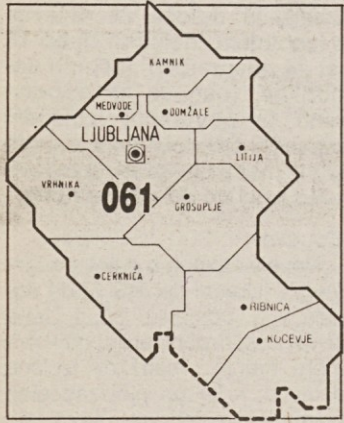 KAMNIK
MEDVODE
DOMŽALE
LJUBLJANA
LITIJA
VRHNIKA
061
GROSUPLJE
CERKNICA
RIBNICA
KOČEVJE